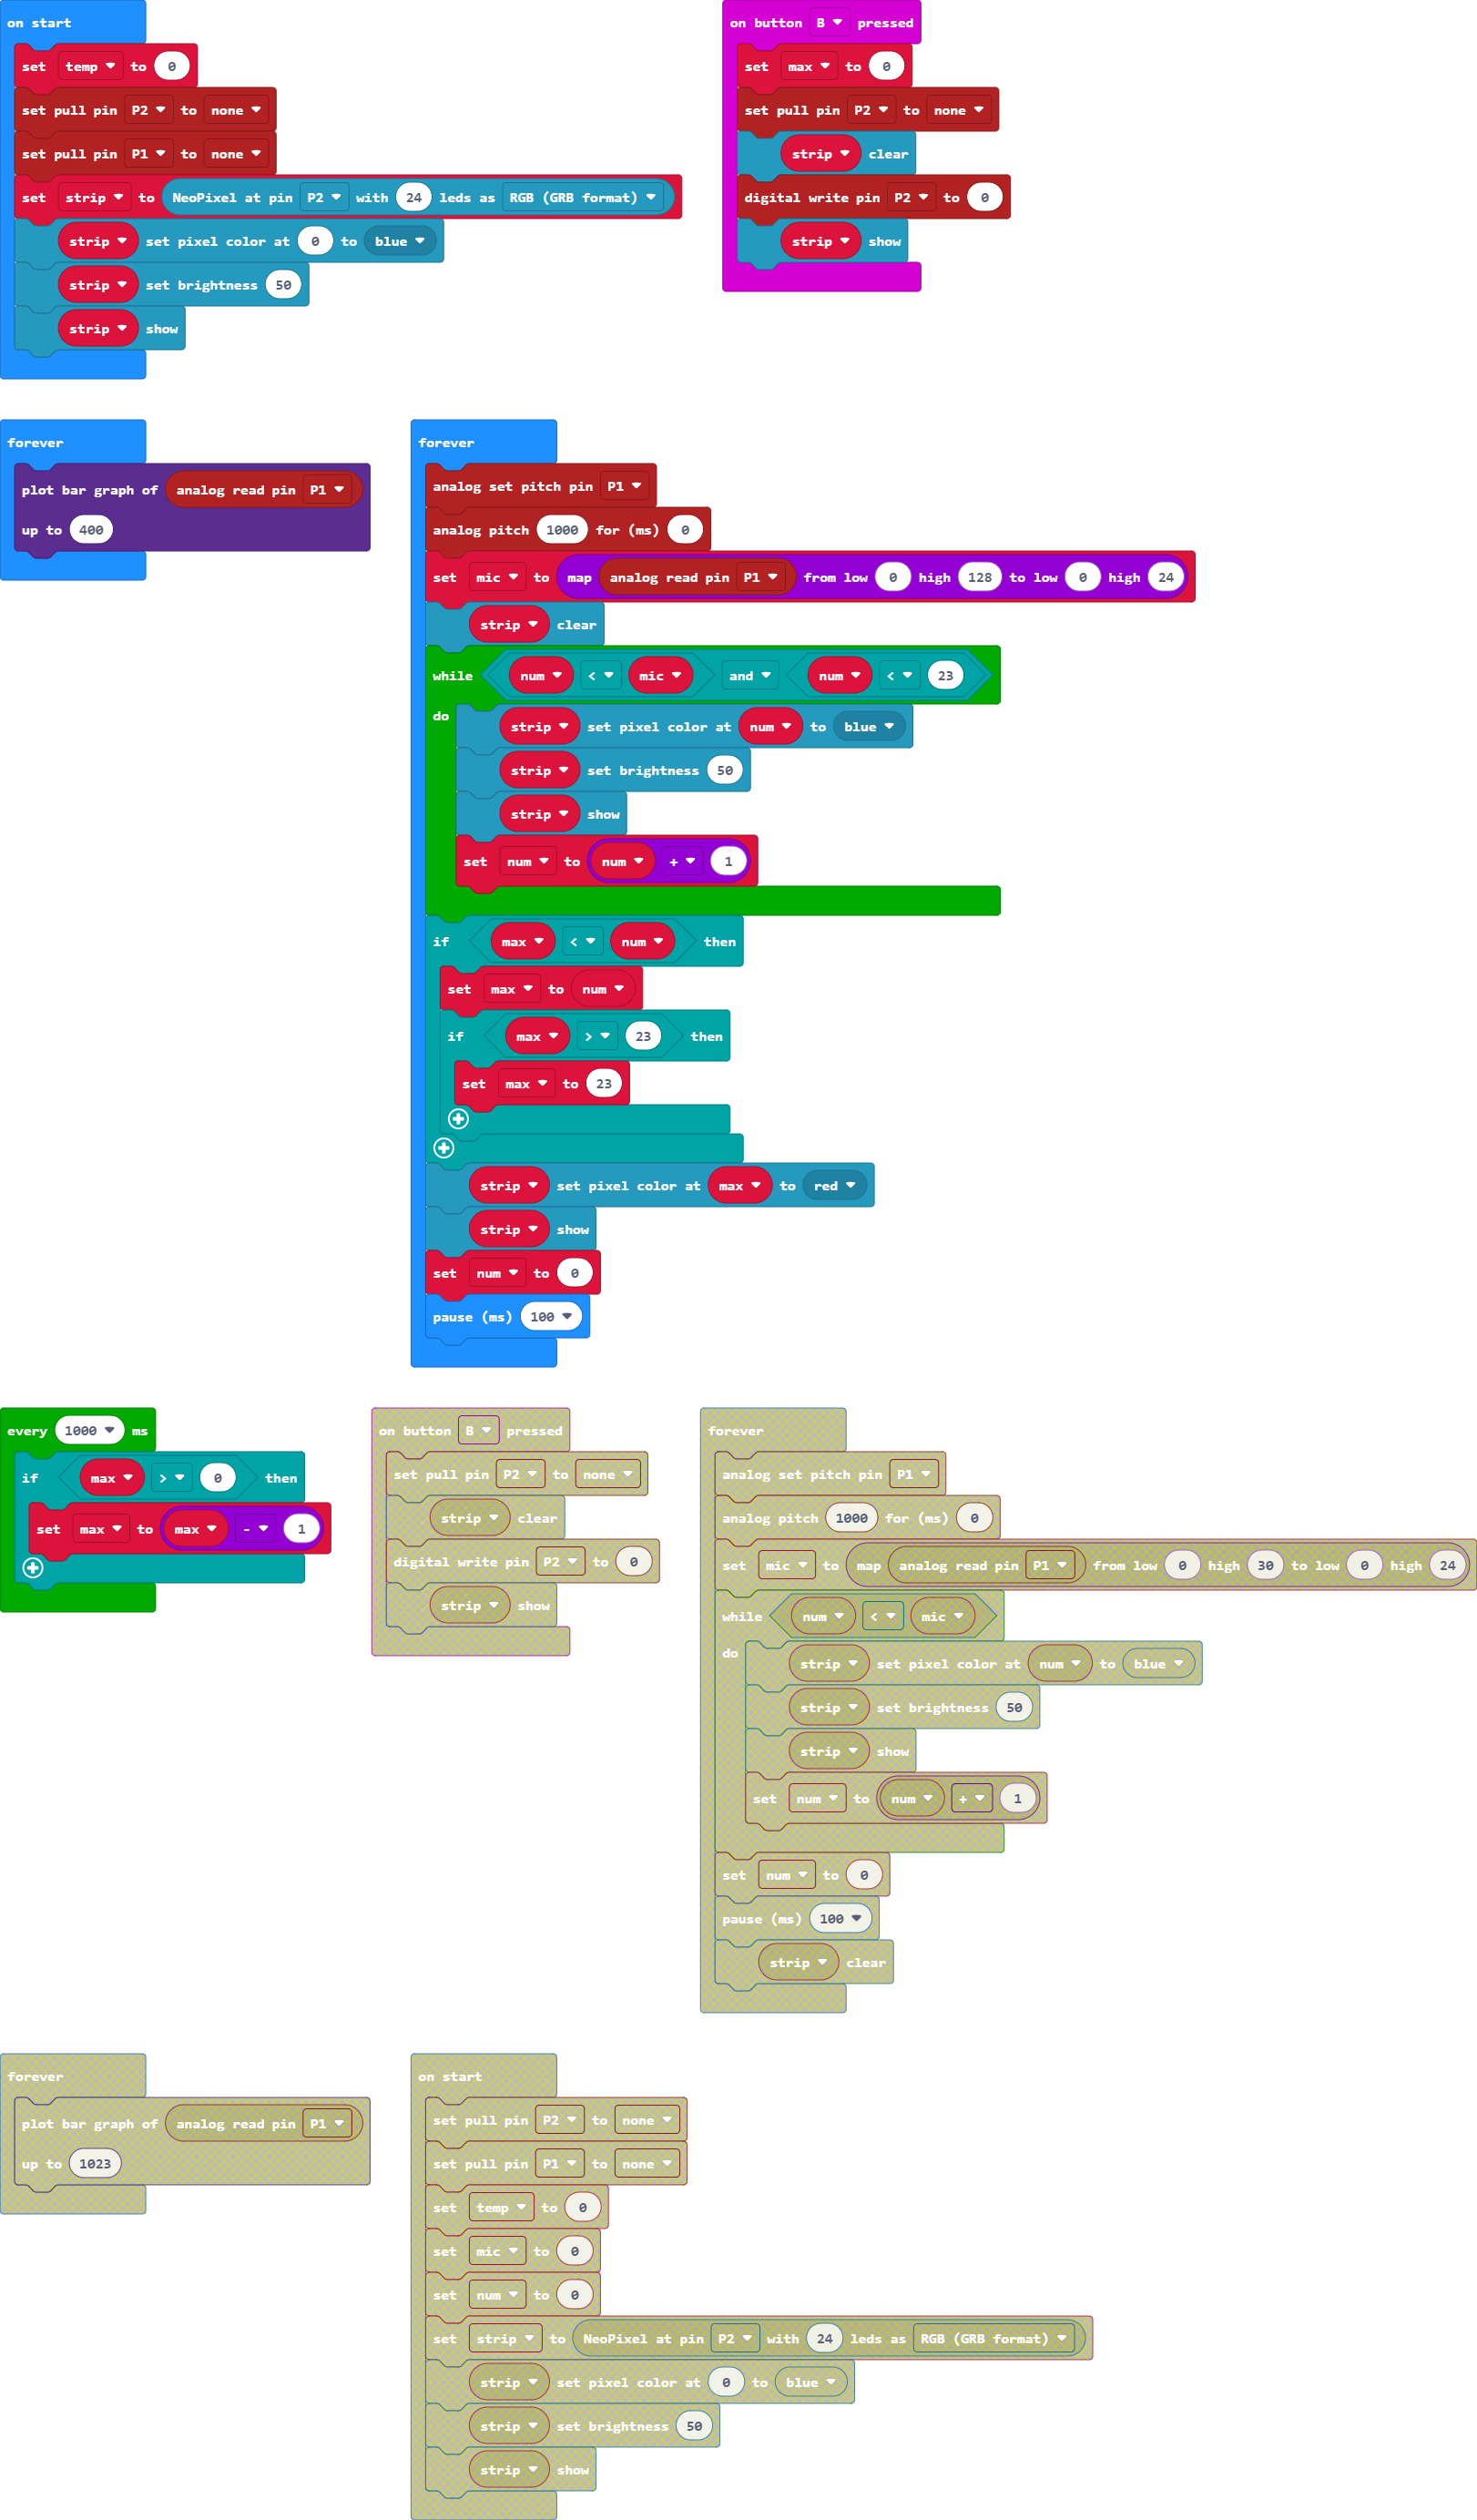 on start
set temp to 0
set pull pin P2 to none
set pull pin P1 to none
set strip to NeoPixel at pin P2 with 24 leds as RGB (GRB format)
strip set pixel color at 0 to blue
strip set brightness 50
strip show
on button B pressed
set max to 0
set pull pin P2 to none
strip clear
digital write pin P2 to 0
strip show
forever
plot bar graph of analog read pin P1
up to 400
forever
analog set pitch pin P1
analog pitch 1000 for (ms) 0
set mic to map analog read pin P1 from low 0 high 128 to low 0 high 24
strip clear
while num < mic and num < 23
do
strip set pixel color at num to blue
strip set brightness 50
strip show
set num to num + 1
if max < num then
set max to num
if max > 23 then
set max to 23
strip set pixel color at max to red
strip show
set num to 0
pause (ms) 100
every 1000 ms
if max > 0 then
set max to max - 1
on button B pressed
set pull pin P2 to none
strip clear
digital write pin P2 to 0
strip show
forever
analog set pitch pin P1
analog pitch 1000 for (ms) 0
set mic to map analog read pin P1 from low 0 high 30 to low 0 high 24
while num < mic
do
strip set pixel color at num to blue
strip set brightness 50
strip show
set num to num + 1
set num to 0
pause (ms) 100
strip clear
forever
plot bar graph of analog read pin P1
up to 1023
on start
set pull pin P2 to none
set pull pin P1 to none
set temp to 0
set mic to 0
set num to 0
set strip to NeoPixel at pin P2 with 24 leds as RGB (GRB format)
strip set pixel color at 0 to blue
strip set brightness 50
strip show